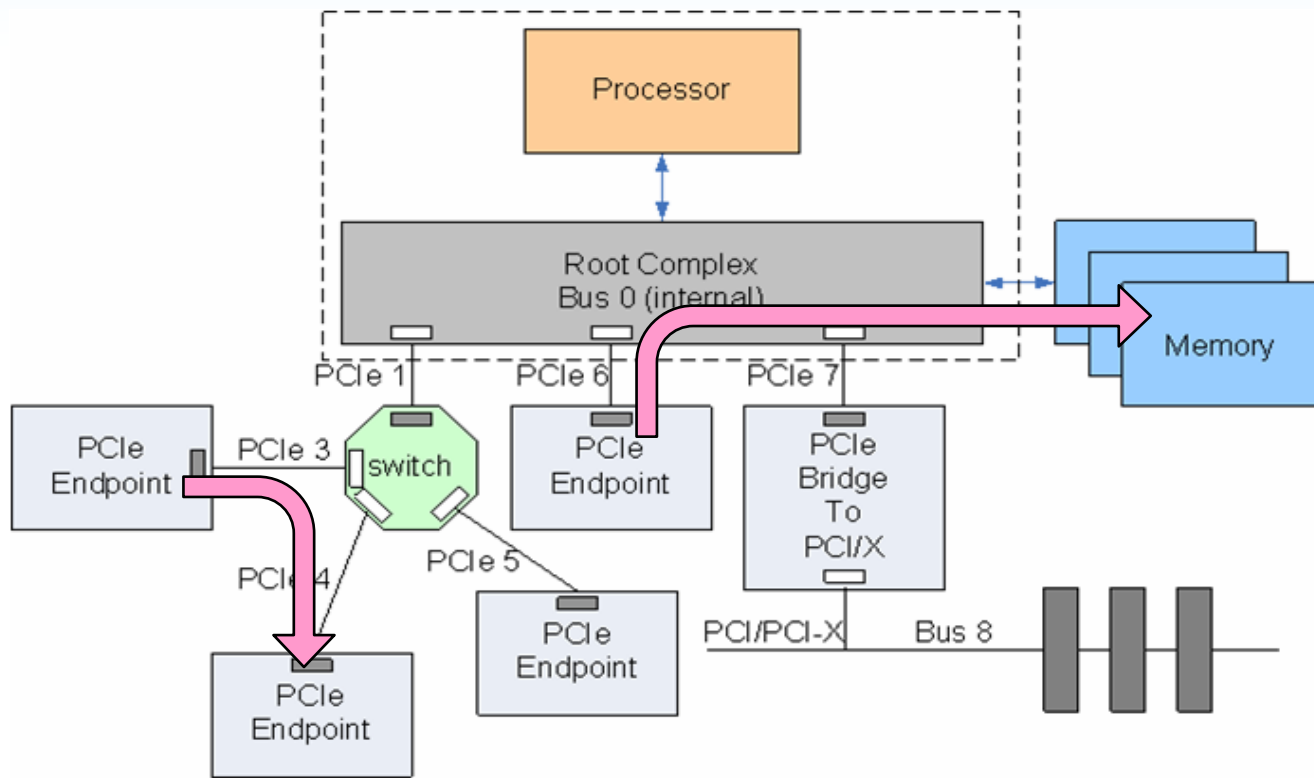 Processor
Root Complex
Bus 0 (internal)
Memory
PCIe 1
PCIe 6
PCIe 7
PCIe
Endpoint
PCIe 3
switch
PCIe
Endpoint
PCIe
Bridge
To
PCI/X
PCIe 4
PCIe 5
PCIe
Endpoint
PCIe
Endpoint
PCI/PCI-X
Bus 8